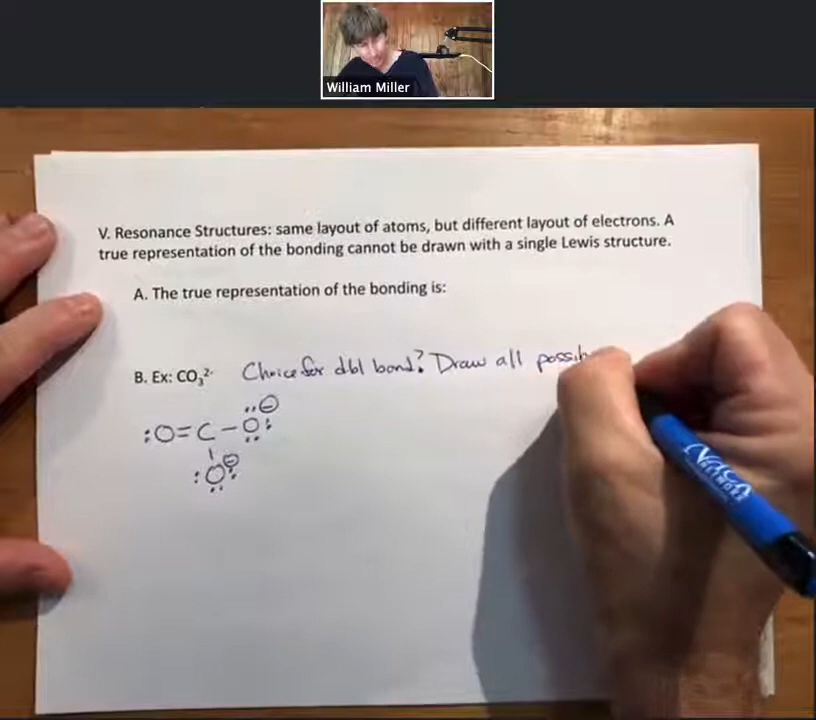 William Miller
V. Resonance Structures: same layout of atoms, but different layout of electrons. A
true representation of the bonding cannot be drawn with a single Lewis structure.
A. The true representation of the bonding is:
B. Ex: CO₃²⁻ Choice for dbl bond? Draw all
:O=C-O:
:O: